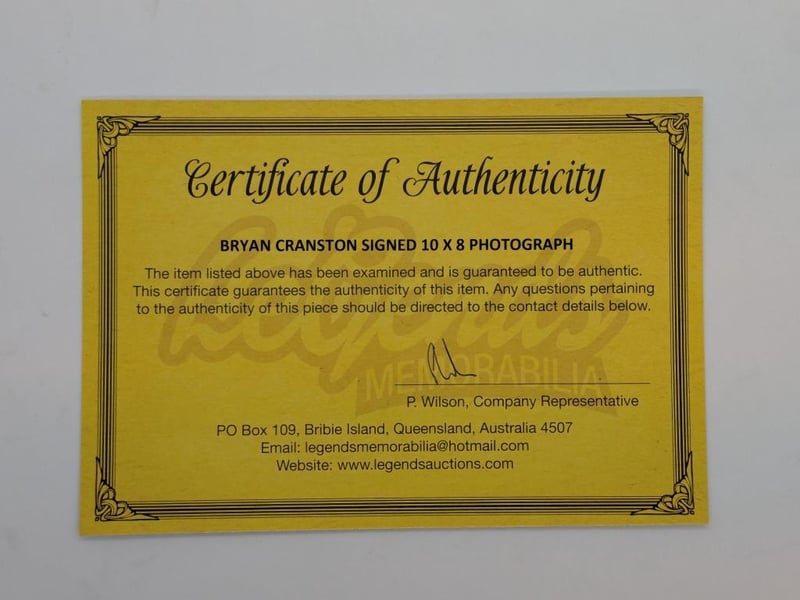 Certificate of Authenticity
BRYAN CRANSTON SIGNED 10 X 8 PHOTOGRAPH
The item listed above has been examined and is guaranteed to be authentic.
This certificate guarantees the authenticity of this item. Any questions pertaining
to the authenticity of this piece should be directed to the contact details below.
Legends
MEMORABILIA
P. Wilson, Company Representative
PO Box 109, Bribie Island, Queensland, Australia 4507
Email: legendsmemorabilia@hotmail.com
Website: www.legendsauctions.com